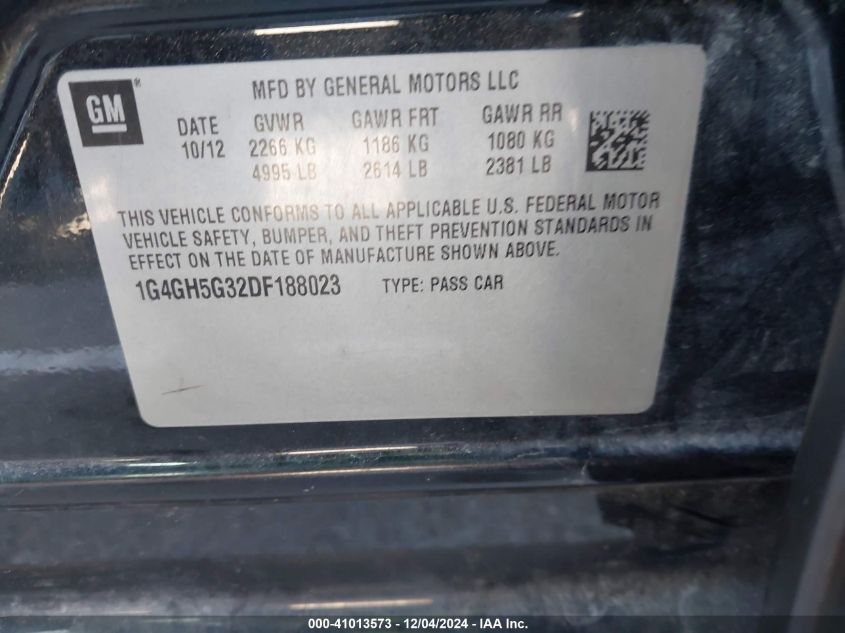 GM®
MFD BY GENERAL MOTORS LLC
DATE GVWR GAWR FRT GAWR RR
10/12 2266 KG 1186 KG 1080 KG
4995 LB 2614 LB 2381 LB
THIS VEHICLE CONFORMS TO ALL APPLICABLE U.S. FEDERAL MOTOR
VEHICLE SAFETY, BUMPER, AND THEFT PREVENTION STANDARDS IN
EFFECT ON THE DATE OF MANUFACTURE SHOWN ABOVE.
1G4GH5G32DF188023 TYPE: PASS CAR
000-41013573 - 12/04/2024 - IAA Inc.